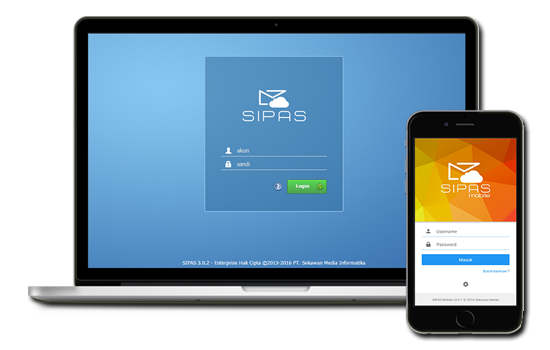 SIPAS
akun
sandi
Login
SIPAS 3.0.2 - Enterprise Hak Cipta ©2013-2016 PT. Sekawan Media Informatika
SIPAS
mobile
Username
Password
Masuk
Butuh bantuan ?